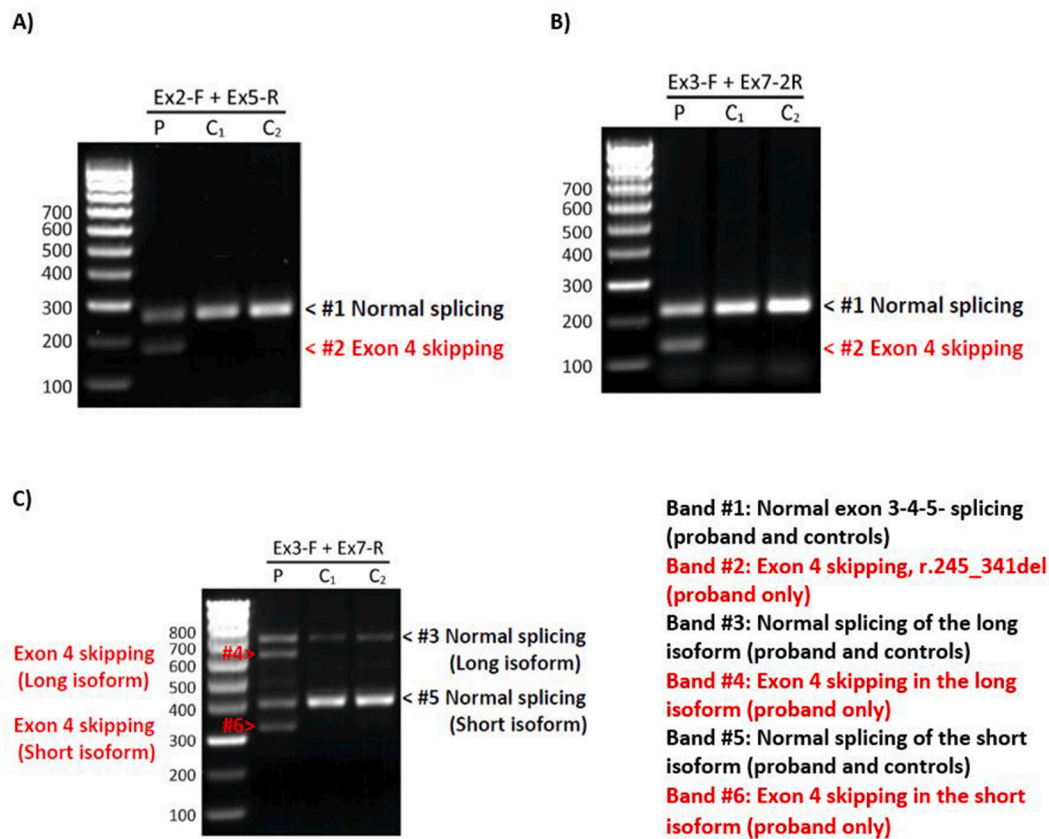 A)
Ex2-F + Ex5-R
P C₁ C₂
700
600
500
400
300
200
100
< #1 Normal splicing
< #2 Exon 4 skipping
B)
Ex3-F + Ex7-2R
P C₁ C₂
700
600
500
400
300
200
100
< #1 Normal splicing
< #2 Exon 4 skipping
C)
Ex3-F + Ex7-R
P C₁ C₂
800
700
600
500
400
300
200
100
Exon 4 skipping
(Long isoform)
#4>
Exon 4 skipping
(Short isoform)
#6>
< #3 Normal splicing
(Long isoform)
< #5 Normal splicing
(Short isoform)
Band #1: Normal exon 3-4-5- splicing
(proband and controls)
Band #2: Exon 4 skipping, r.245_341del
(proband only)
Band #3: Normal splicing of the long
isoform (proband and controls)
Band #4: Exon 4 skipping in the long
isoform (proband only)
Band #5: Normal splicing of the short
isoform (proband and controls)
Band #6: Exon 4 skipping in the short
isoform (proband only)